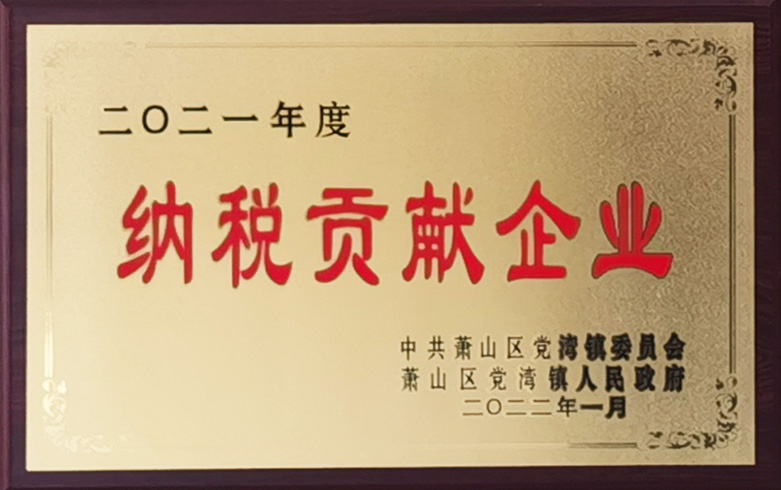 二〇二一年度
纳税贡献企业
中共萧山区党湾镇委员会
萧山区党湾镇人民政府
二〇二二年一月